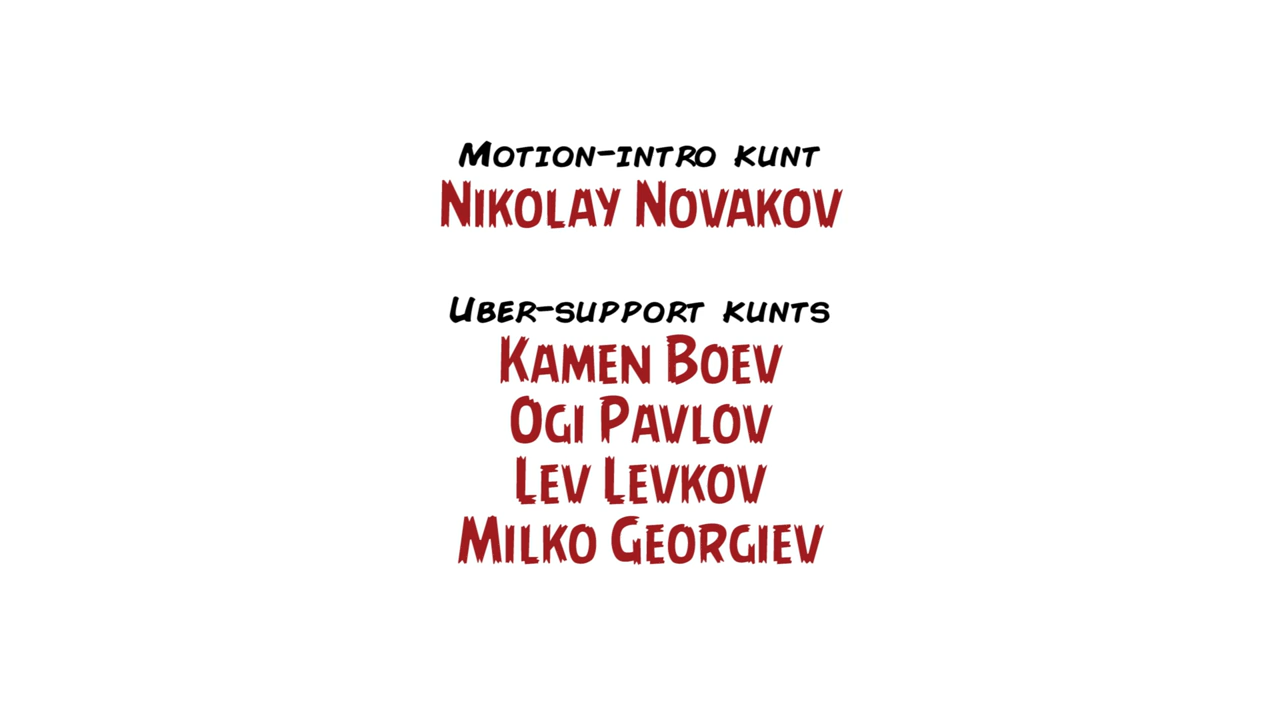 Motion-intro kunt
Nikolay Novakov
Uber-support kunts
Kamen Boev
Ogi Pavlov
Lev Levkov
Milko Georgiev